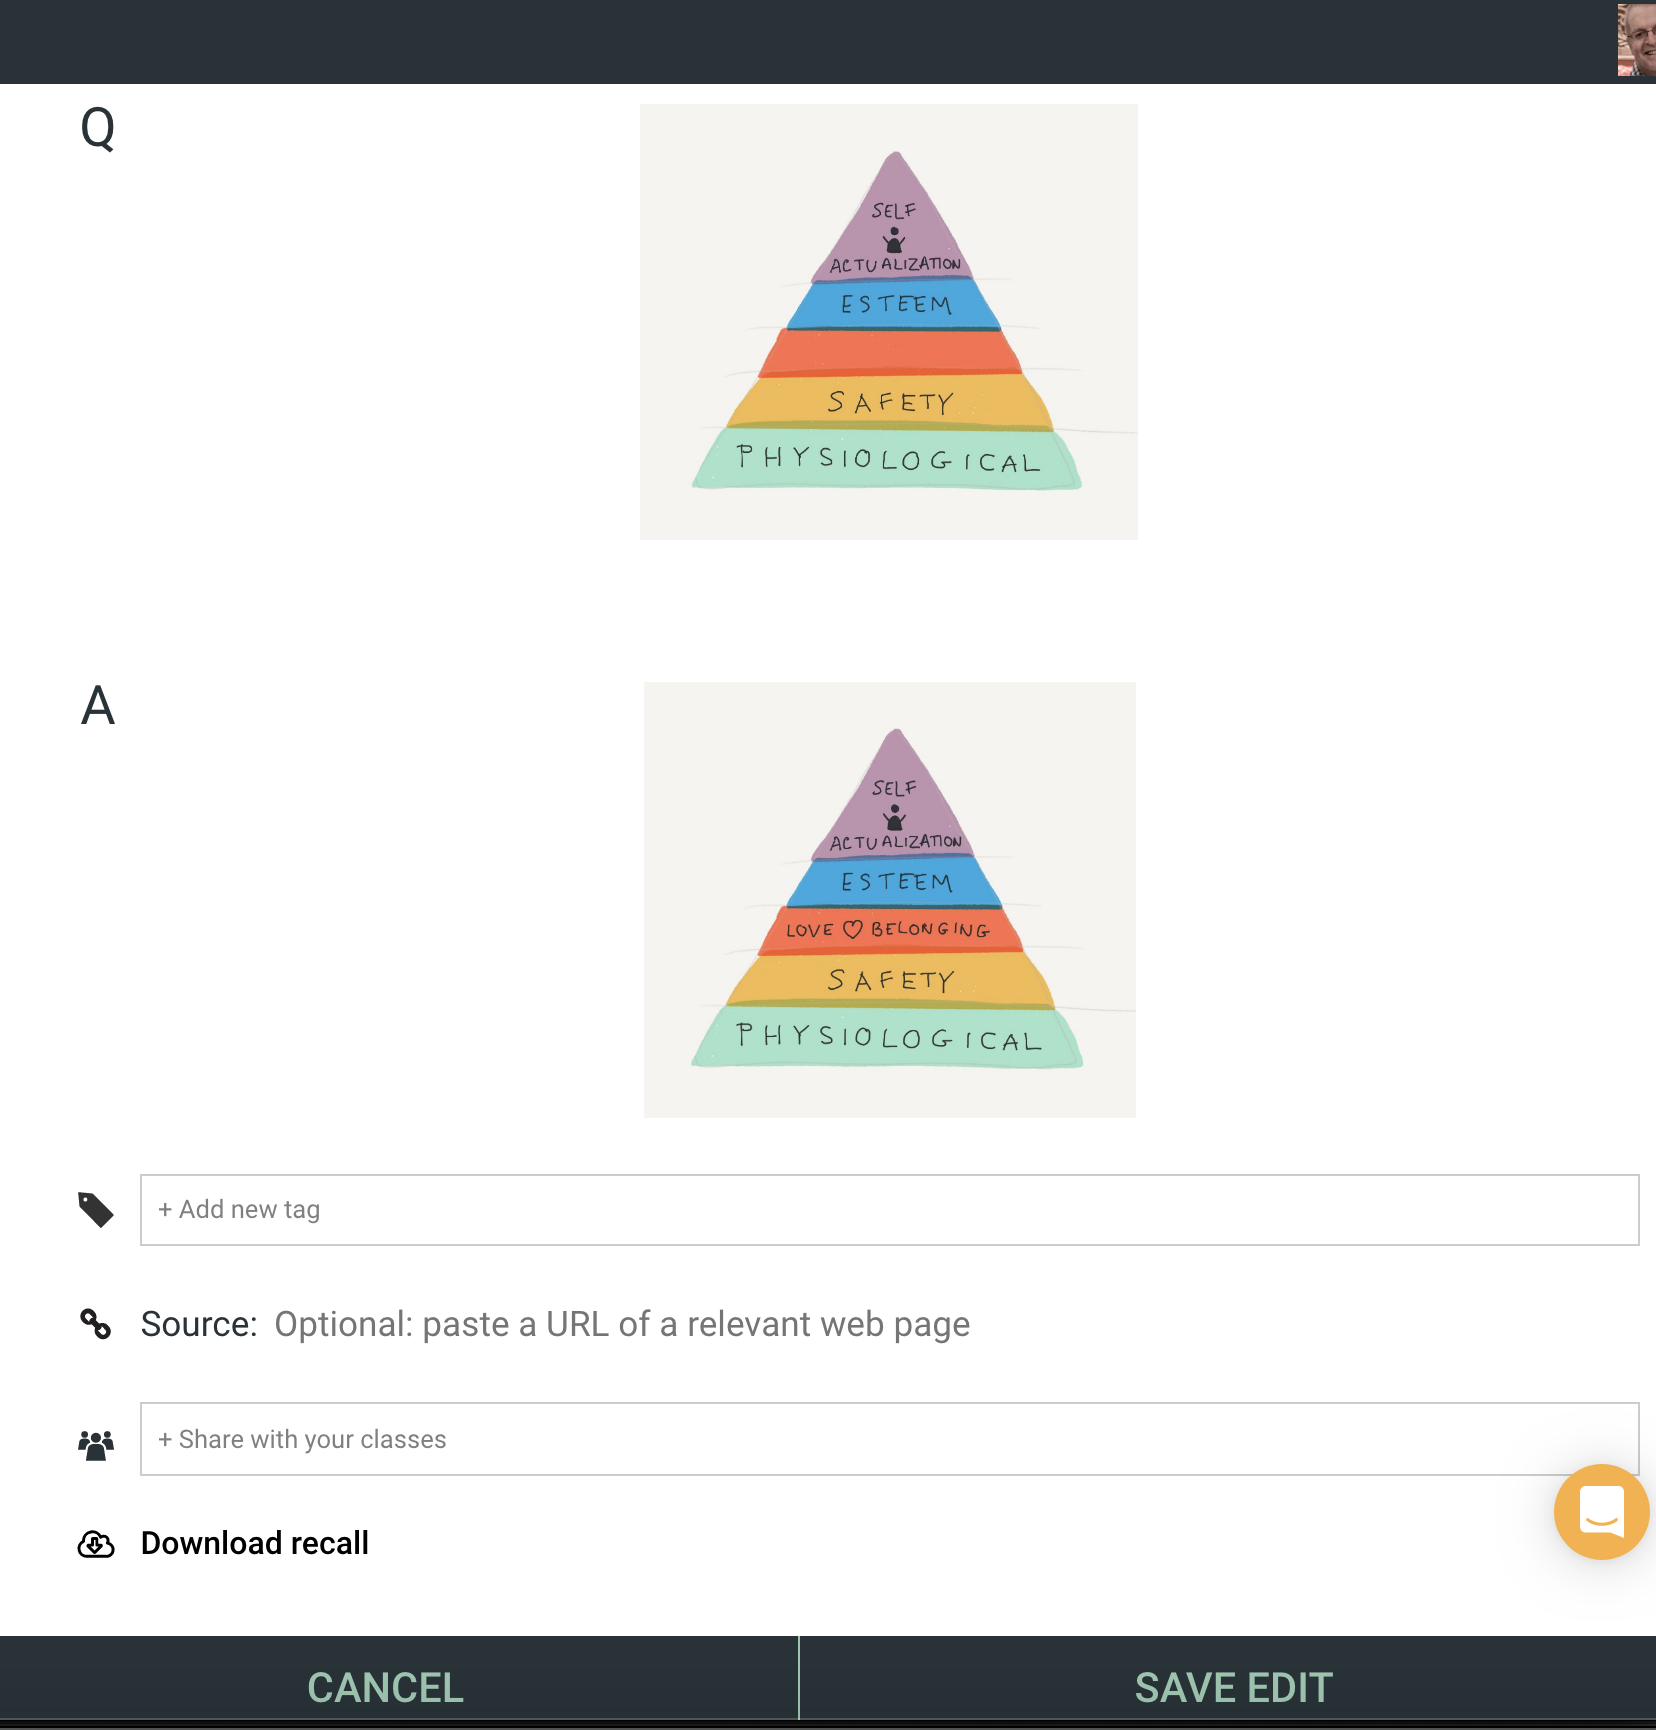 Q
SELF
ACTUALIZATION
ESTEEM
SAFETY
PHYSIOLOGICAL
A
SELF
ACTUALIZATION
ESTEEM
LOVE ♡ BELONGING
SAFETY
PHYSIOLOGICAL
+ Add new tag
Source: Optional: paste a URL of a relevant web page
+ Share with your classes
Download recall
CANCEL SAVE EDIT